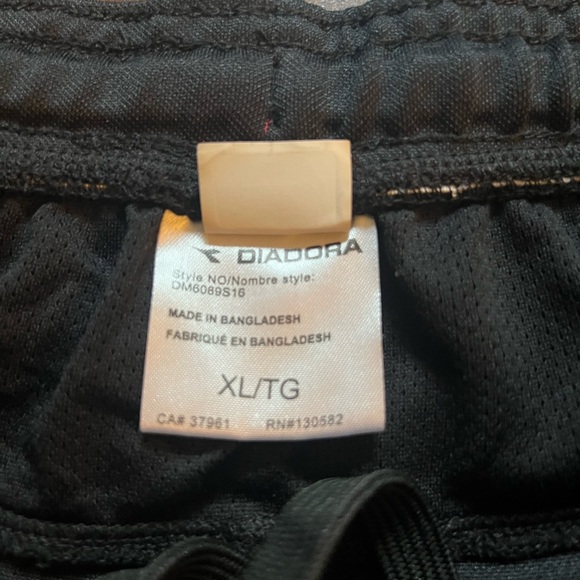 DIADORA
Style NO/Nombre style:
DM6089S16
MADE IN BANGLADESH
FABRIQUÉ EN BANGLADESH
XL/TG
CA# 37961 RN#130582